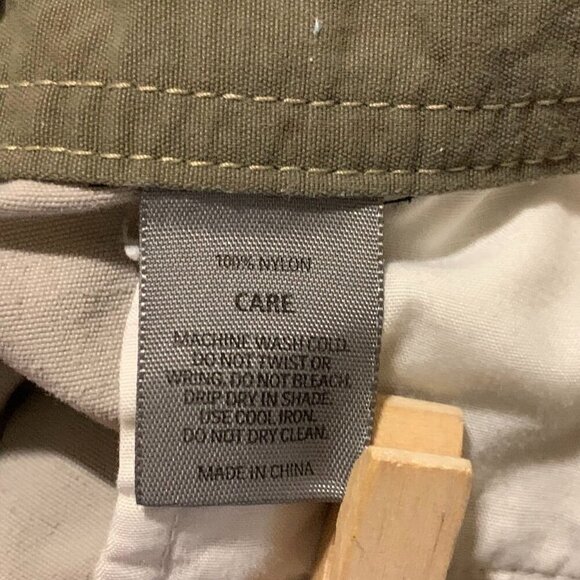 100% NYLON
CARE
MACHINE WASH COLD.
DO NOT TWIST OR
WRING. DO NOT BLEACH.
DRIP DRY IN SHADE.
USE COOL IRON.
DO NOT DRY CLEAN.
MADE IN CHINA